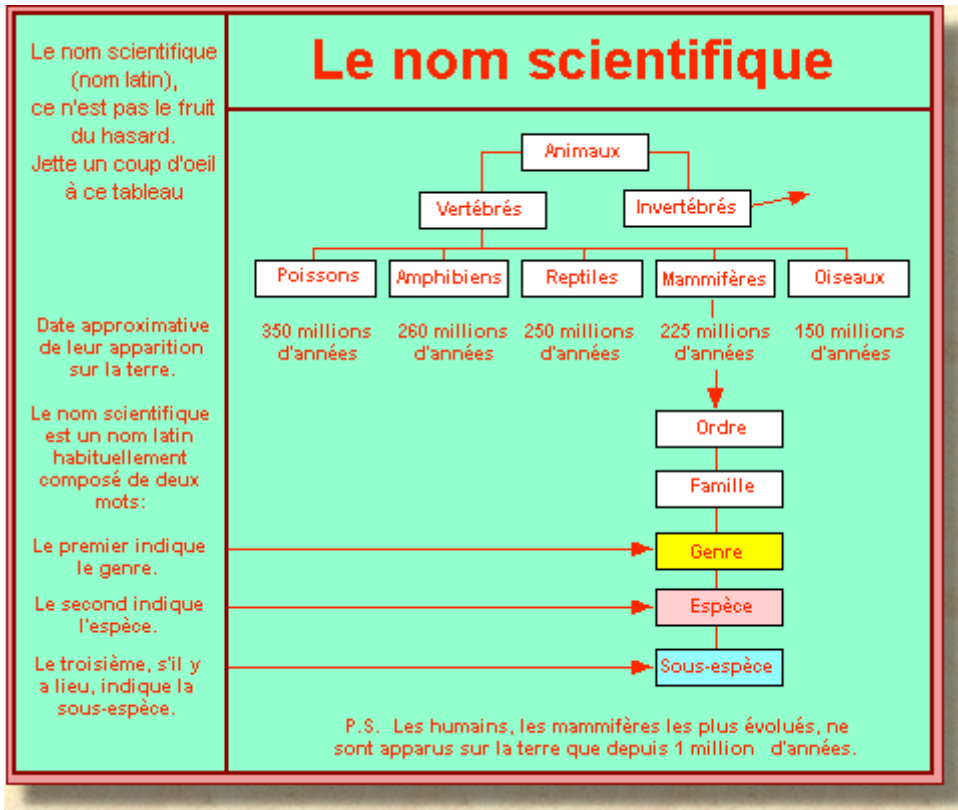 Le nom scientifique
(nom latin),
ce n'est pas le fruit
du hasard.
Jette un coup d'oeil
à ce tableau
Le nom scientifique
Animaux
Vertébrés
Invertébrés
Poissons
Amphibiens
Reptiles
Mammifères
Oiseaux
Date approximative
de leur apparition
sur la terre.
350 millions
d'années
260 millions
d'années
250 millions
d'années
225 millions
d'années
150 millions
d'années
Le nom scientifique
est un nom latin
habituellement
composé de deux
mots:
Ordre
Famille
Le premier indique
le genre.
Genre
Le second indique
l'espèce.
Espèce
Le troisième, s'il y
a lieu, indique la
sous-espèce.
Sous-espèce
P.S. Les humains, les mammifères les plus évolués, ne
sont apparus sur la terre que depuis 1 million d'années.